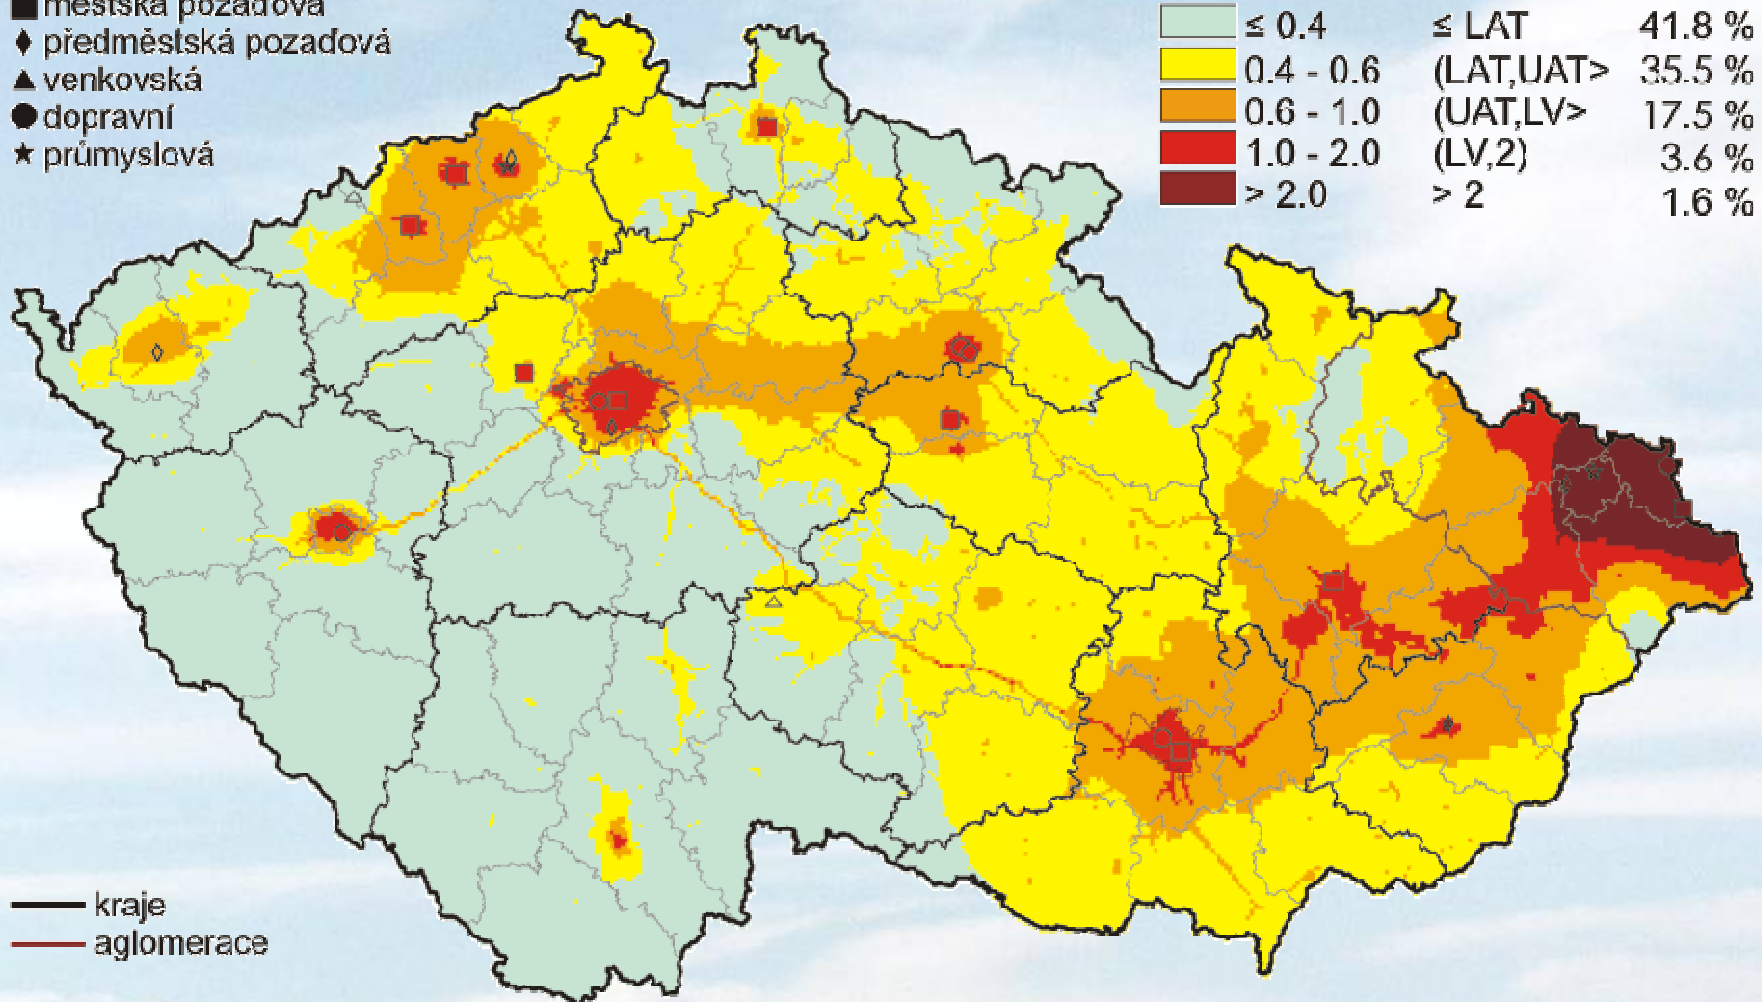 městská pozaďová
předměstská pozaďová
venkovská
dopravní
průmyslová
≤ 0.4 ≤ LAT 41.8 %
0.4 - 0.6 (LAT,UAT> 35.5 %
0.6 - 1.0 (UAT,LV> 17.5 %
1.0 - 2.0 (LV,2) 3.6 %
> 2.0 > 2 1.6 %
kraje
aglomerace